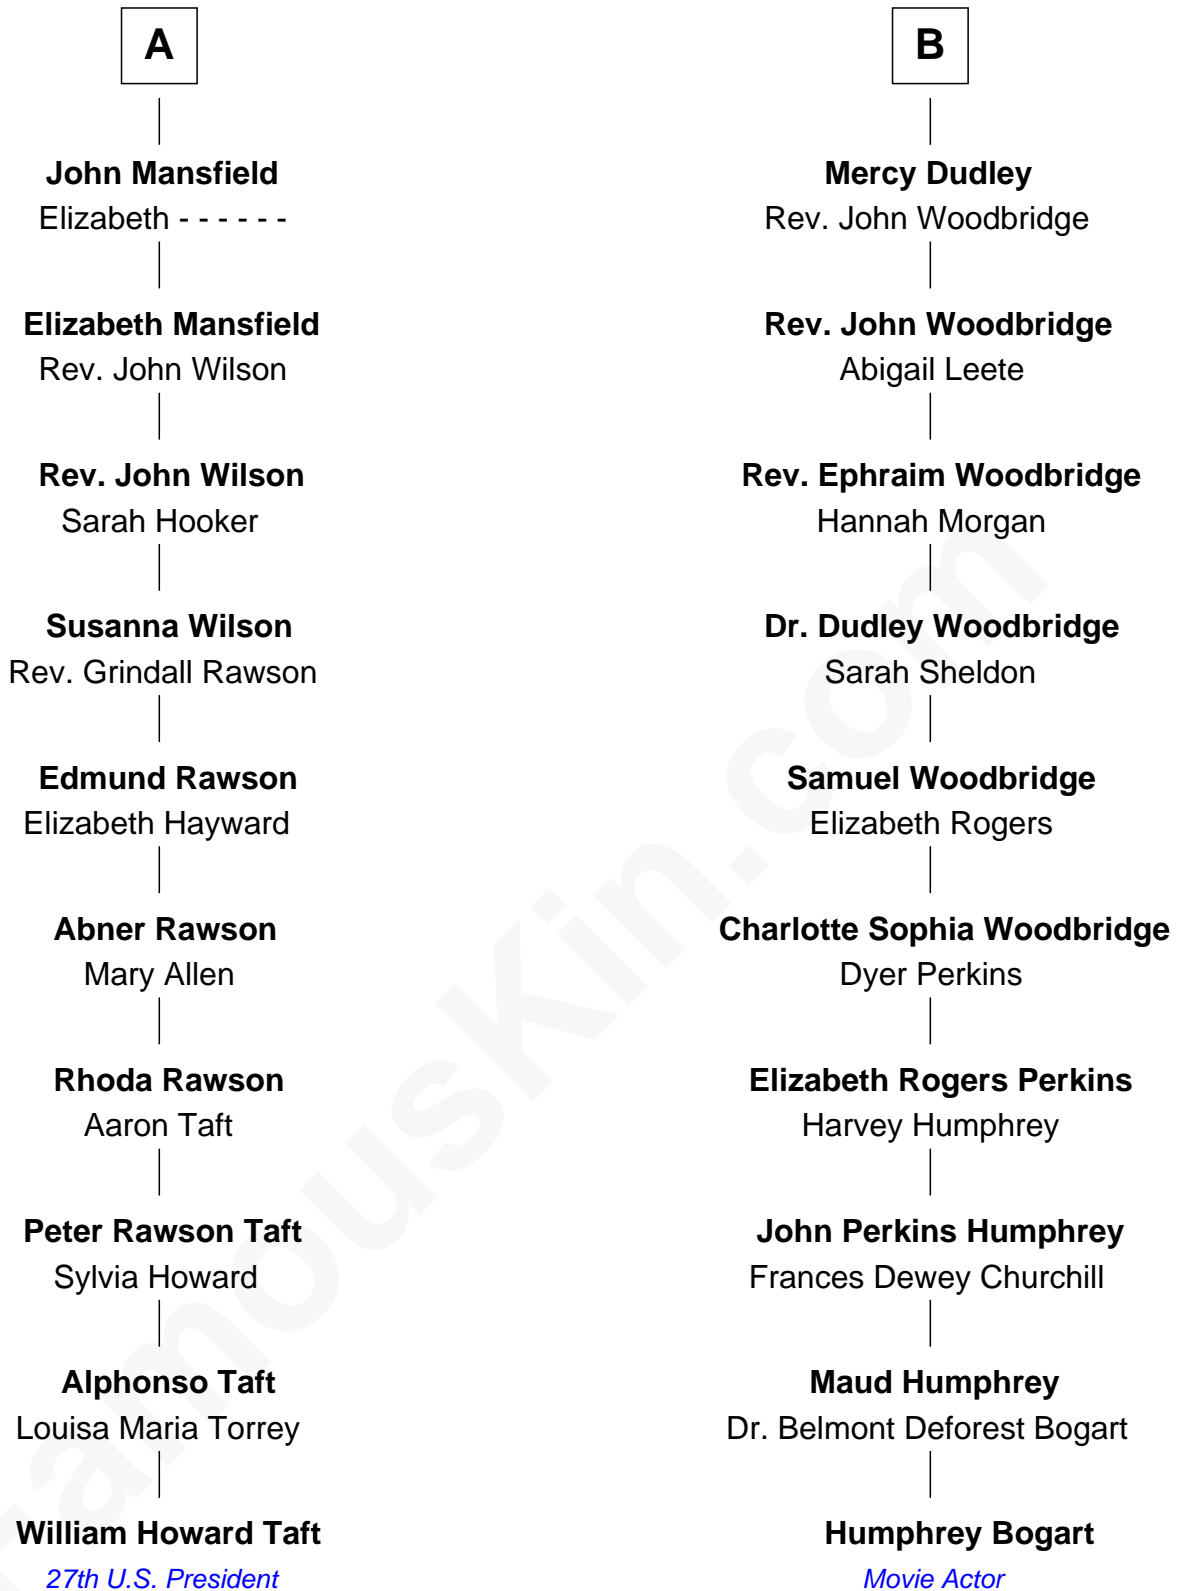 A
John Mansfield
Elizabeth - - - - - -
Elizabeth Mansfield
Rev. John Wilson
Rev. John Wilson
Sarah Hooker
Susanna Wilson
Rev. Grindall Rawson
Edmund Rawson
Elizabeth Hayward
Abner Rawson
Mary Allen
Rhoda Rawson
Aaron Taft
Peter Rawson Taft
Sylvia Howard
Alphonso Taft
Louisa Maria Torrey
William Howard Taft
27th U.S. President
B
Mercy Dudley
Rev. John Woodbridge
Rev. John Woodbridge
Abigail Leete
Rev. Ephraim Woodbridge
Hannah Morgan
Dr. Dudley Woodbridge
Sarah Sheldon
Samuel Woodbridge
Elizabeth Rogers
Charlotte Sophia Woodbridge
Dyer Perkins
Elizabeth Rogers Perkins
Harvey Humphrey
John Perkins Humphrey
Frances Dewey Churchill
Maud Humphrey
Dr. Belmont Deforest Bogart
Humphrey Bogart
Movie Actor
famouskin.com